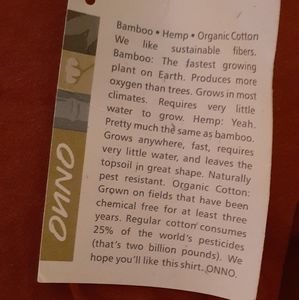 Bamboo • Hemp • Organic Cotton
We like sustainable fibers.
Bamboo: The fastest growing
plant on Earth. Produces more
oxygen than trees. Grows in most
climates. Requires very little
water to grow. Hemp: Yeah.
Pretty much the same as bamboo.
Grows anywhere, fast, requires
very little water, and leaves the
topsoil in great shape. Naturally
pest resistant. Organic Cotton:
Grown on fields that have been
chemical free for at least three
years. Regular cotton consumes
25% of the world's pesticides
(that's two billion pounds). We
hope you'll like this shirt. ONNO.
ONNO